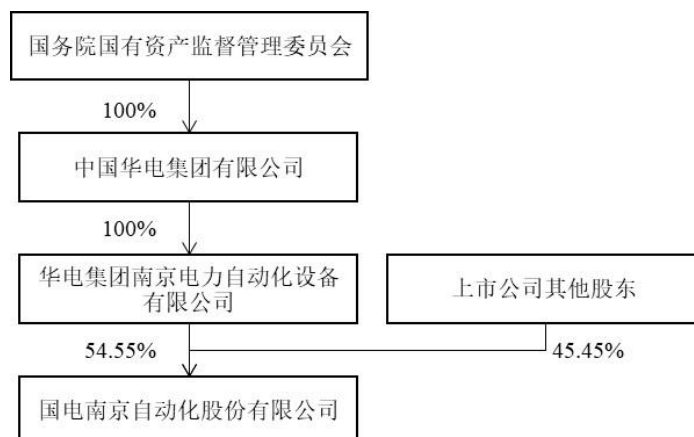 国务院国有资产监督管理委员会
100%
中国华电集团有限公司
100%
华电集团南京电力自动化设备
有限公司
上市公司其他股东
54.55%
45.45%
国电南京自动化股份有限公司